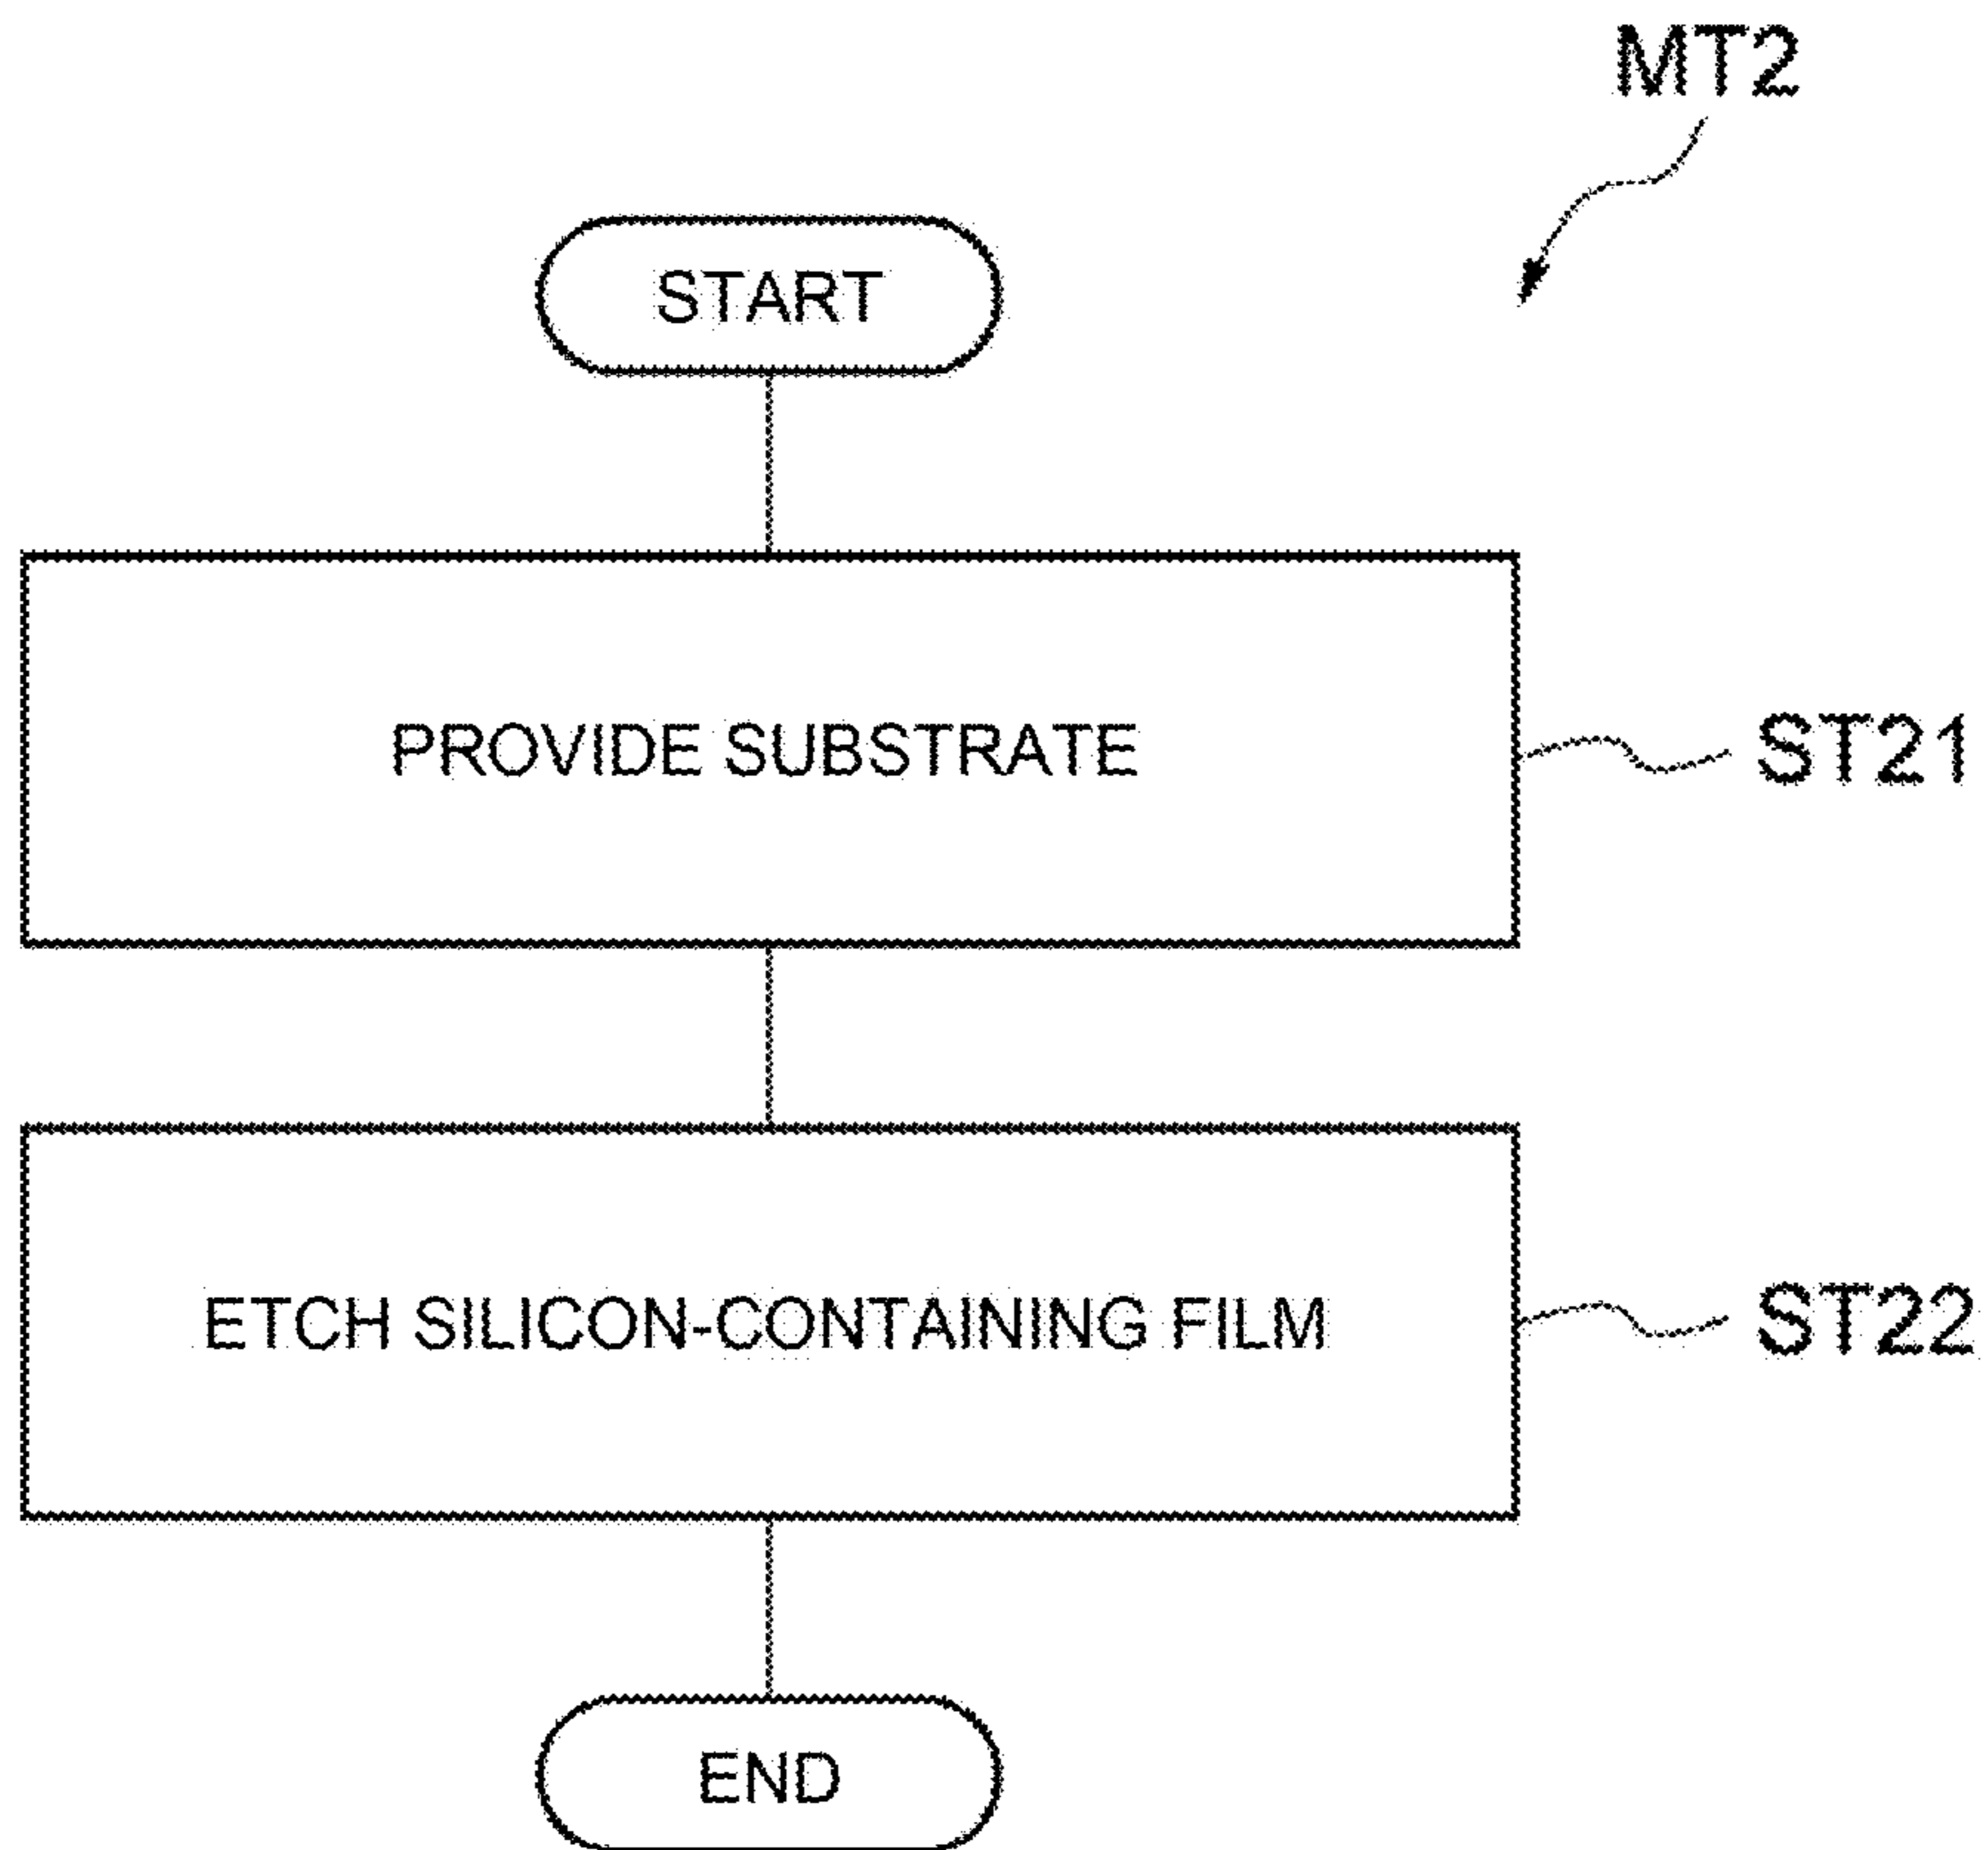 MT2
START
PROVIDE SUBSTRATE
ST21
ETCH SILICON-CONTAINING FILM
ST22
END